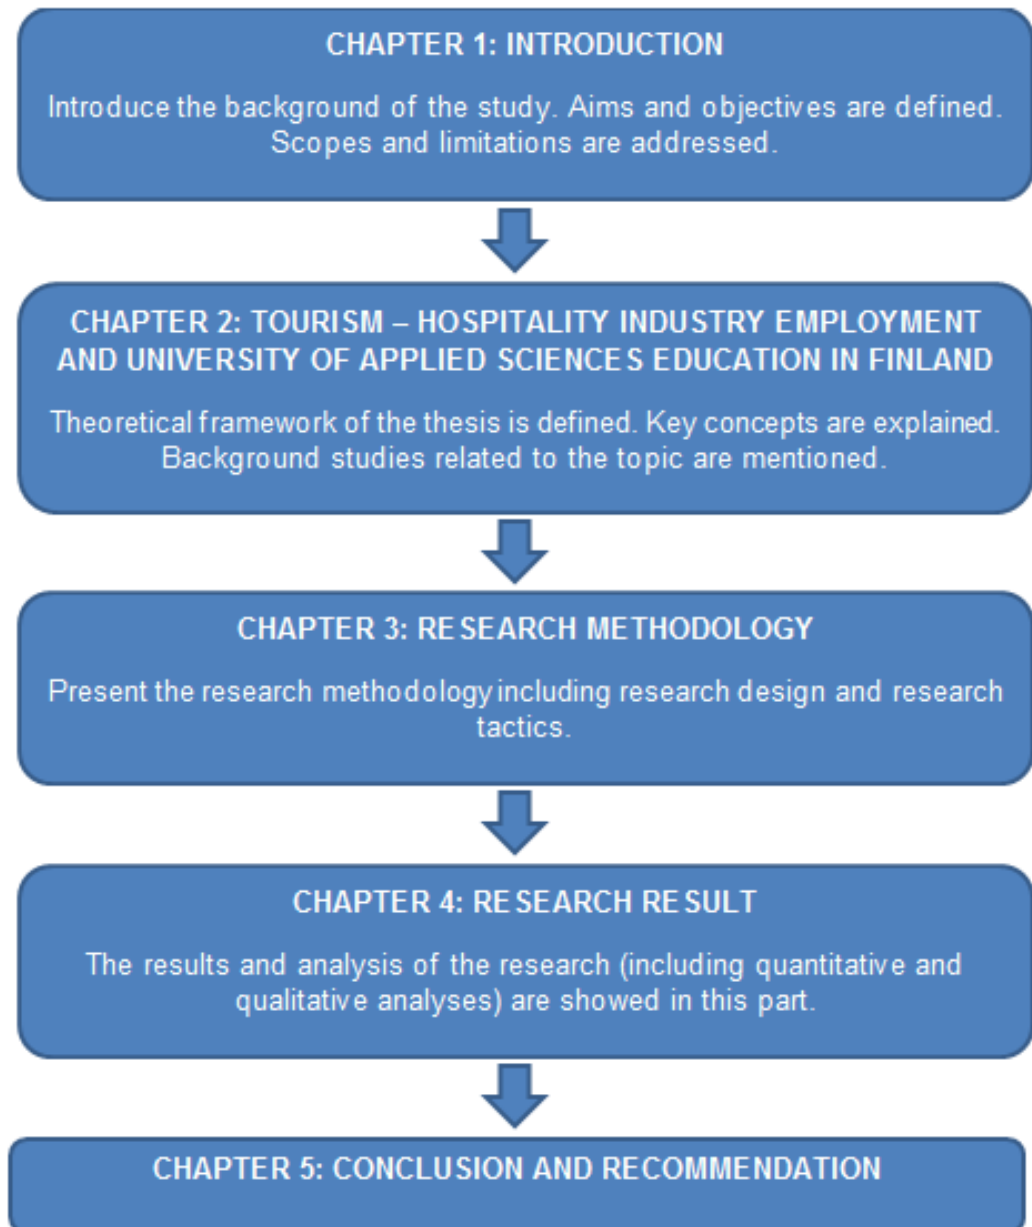 CHAPTER 1: INTRODUCTION
Introduce the background of the study. Aims and objectives are defined.
Scopes and limitations are addressed.
CHAPTER 2: TOURISM – HOSPITALITY INDUSTRY EMPLOYMENT
AND UNIVERSITY OF APPLIED SCIENCES EDUCATION IN FINLAND
Theoretical framework of the thesis is defined. Key concepts are explained.
Background studies related to the topic are mentioned.
CHAPTER 3: RESEARCH METHODOLOGY
Present the research methodology including research design and research
tactics.
CHAPTER 4: RESEARCH RESULT
The results and analysis of the research (including quantitative and
qualitative analyses) are showed in this part.
CHAPTER 5: CONCLUSION AND RECOMMENDATION